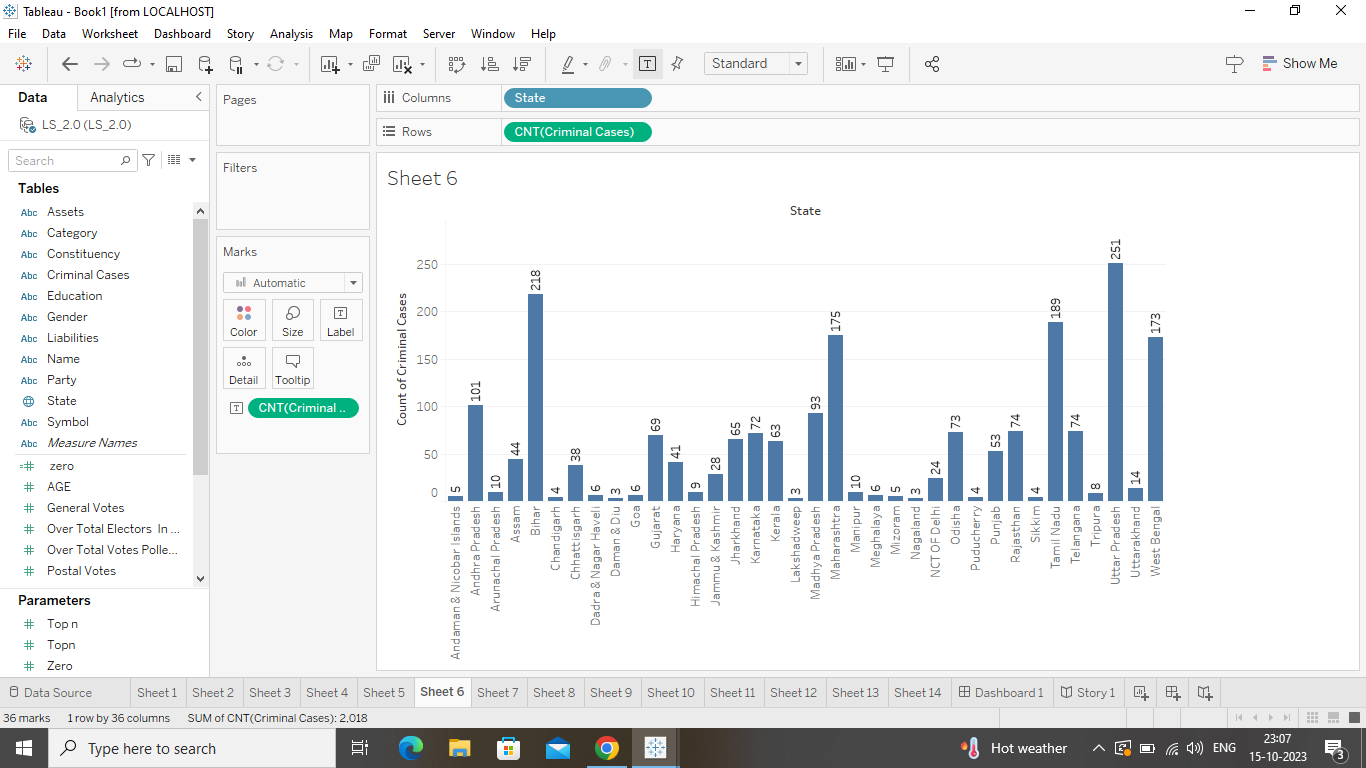 Tableau - Book1 [from LOCALHOST]
File Data Worksheet Dashboard Story Analysis Map Format Server Window Help
Standard
Show Me
Data Analytics
LS_2.0 (LS_2.0)
Search
Tables
Abc Assets
Abc Category
Abc Constituency
Abc Criminal Cases
Abc Education
Abc Gender
Abc Liabilities
Abc Name
Abc Party
State
Abc Symbol
Abc Measure Names
=# zero
# AGE
# General Votes
# Over Total Electors In ...
# Over Total Votes Polle...
# Postal Votes
Parameters
# Top n
# Topn
# Zero
Pages
Filters
Marks
Automatic
Color Size T Label
Detail Tooltip
T CNT(Criminal ..
Columns State
Rows CNT(Criminal Cases)
Sheet 6
State
Count of Criminal Cases
250
200
150
100
50
0
5 101 10 44 218 4 38 6 3 6 69 41 9 28 65 72 63 3 93 175 10 6 5 3 24 73 4 53 74 4 189 74 8 251 14 173
Andaman & Nicobar Islands
Andhra Pradesh
Arunachal Pradesh
Assam
Bihar
Chandigarh
Chhattisgarh
Dadra & Nagar Haveli
Daman & Diu
Goa
Gujarat
Haryana
Himachal Pradesh
Jammu & Kashmir
Jharkhand
Karnataka
Kerala
Lakshadweep
Madhya Pradesh
Maharashtra
Manipur
Meghalaya
Mizoram
Nagaland
NCT OF Delhi
Odisha
Puducherry
Punjab
Rajasthan
Sikkim
Tamil Nadu
Telangana
Tripura
Uttar Pradesh
Uttarakhand
West Bengal
Data Source Sheet 1 Sheet 2 Sheet 3 Sheet 4 Sheet 5 Sheet 6 Sheet 7 Sheet 8 Sheet 9 Sheet 10 Sheet 11 Sheet 12 Sheet 13 Sheet 14 Dashboard 1 Story 1
36 marks 1 row by 36 columns SUM of CNT(Criminal Cases): 2,018
Type here to search
Hot weather
ENG
23:07
15-10-2023
3